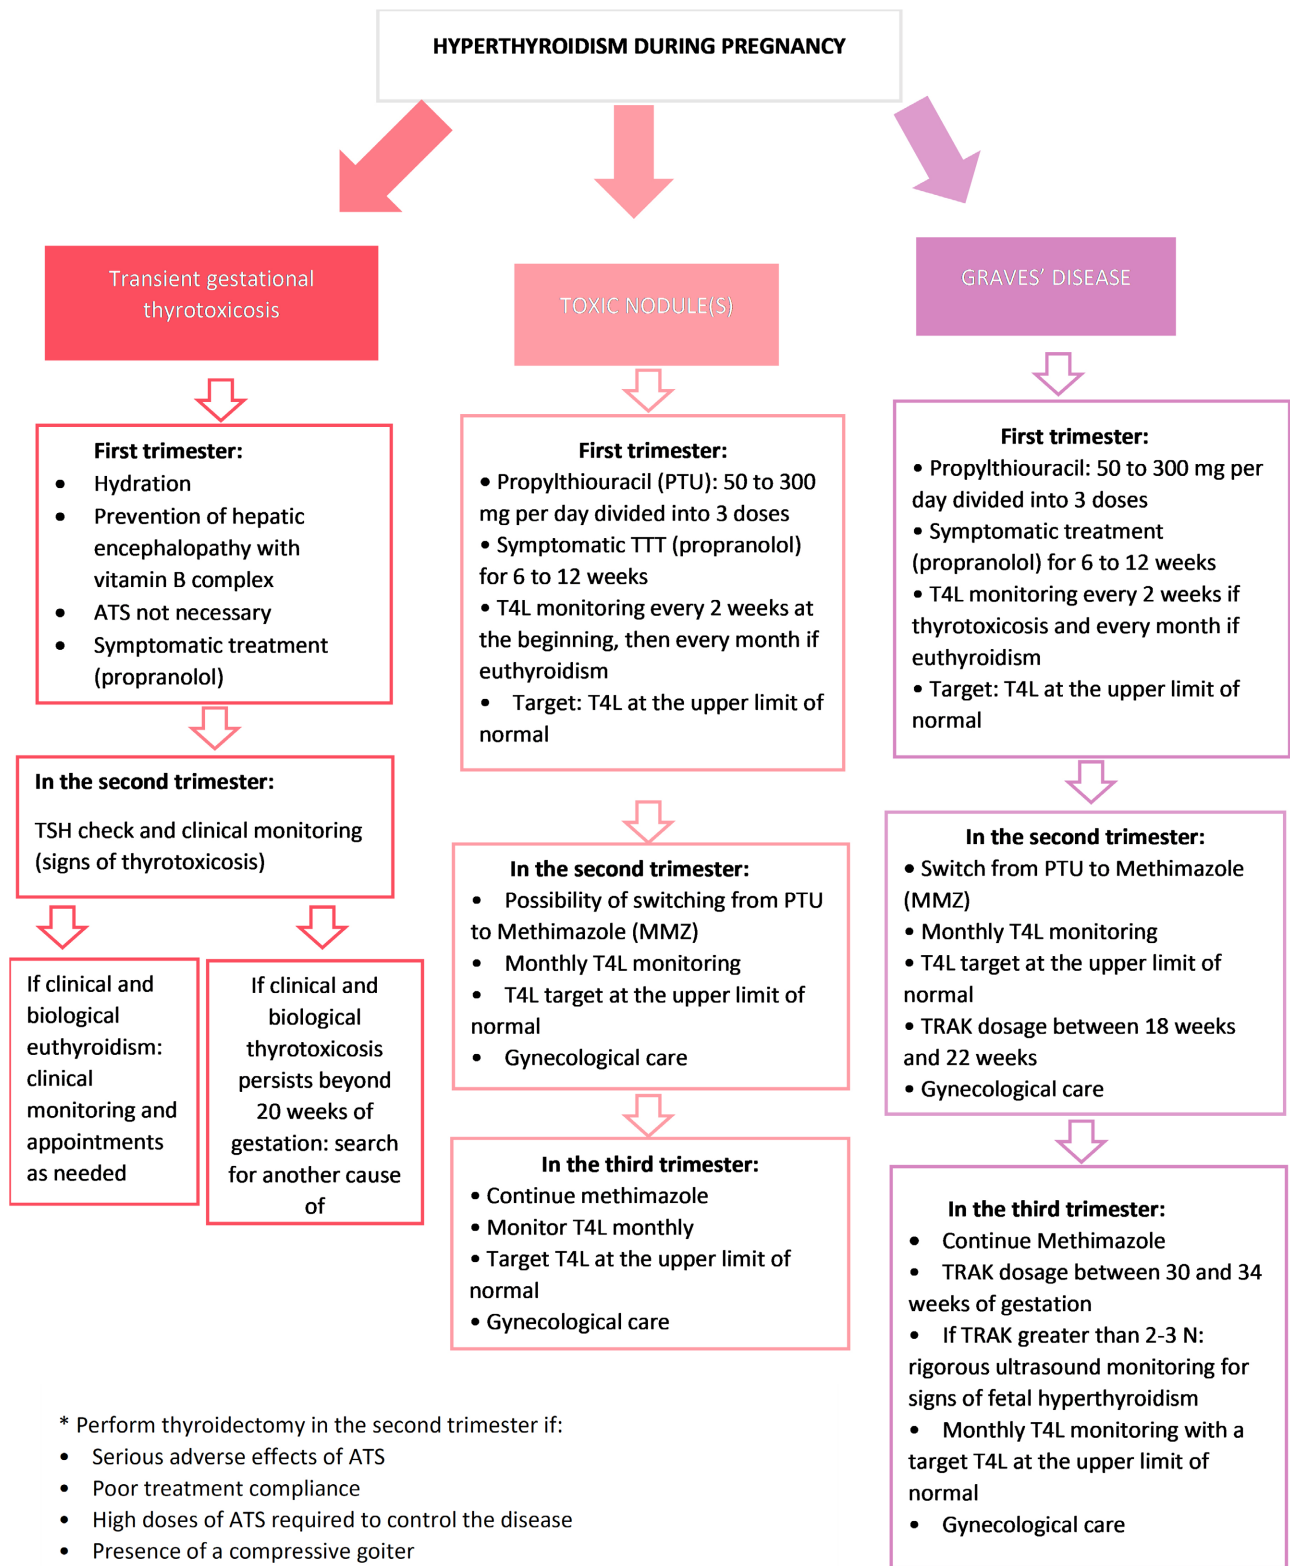 HYPERTHYROIDISM DURING PREGNANCY
Transient gestational
thyrotoxicosis
First trimester:
• Hydration
• Prevention of hepatic
encephalopathy with
vitamin B complex
• ATS not necessary
• Symptomatic treatment
(propranolol)
In the second trimester:
TSH check and clinical monitoring
(signs of thyrotoxicosis)
If clinical and
biological
euthyroidism:
clinical
monitoring and
appointments
as needed
If clinical and
biological
thyrotoxicosis
persists beyond
20 weeks of
gestation: search
for another cause
of
TOXIC NODULE(S)
First trimester:
• Propylthiouracil (PTU): 50 to 300
mg per day divided into 3 doses
• Symptomatic TTT (propranolol)
for 6 to 12 weeks
• T4L monitoring every 2 weeks at
the beginning, then every month if
euthyroidism
• Target: T4L at the upper limit of
normal
In the second trimester:
• Possibility of switching from PTU
to Methimazole (MMZ)
• Monthly T4L monitoring
• T4L target at the upper limit of
normal
• Gynecological care
In the third trimester:
• Continue methimazole
• Monitor T4L monthly
• Target T4L at the upper limit of
normal
• Gynecological care
GRAVES’ DISEASE
First trimester:
• Propylthiouracil: 50 to 300 mg per
day divided into 3 doses
• Symptomatic treatment
(propranolol) for 6 to 12 weeks
• T4L monitoring every 2 weeks if
thyrotoxicosis and every month if
euthyroidism
• Target: T4L at the upper limit of
normal
In the second trimester:
• Switch from PTU to Methimazole
(MMZ)
• Monthly T4L monitoring
• T4L target at the upper limit of
normal
• TRAK dosage between 18 weeks
and 22 weeks
• Gynecological care
In the third trimester:
• Continue Methimazole
• TRAK dosage between 30 and 34
weeks of gestation
• If TRAK greater than 2-3 N:
rigorous ultrasound monitoring for
signs of fetal hyperthyroidism
• Monthly T4L monitoring with a
target T4L at the upper limit of
normal
• Gynecological care
* Perform thyroidectomy in the second trimester if:
• Serious adverse effects of ATS
• Poor treatment compliance
• High doses of ATS required to control the disease
• Presence of a compressive goiter